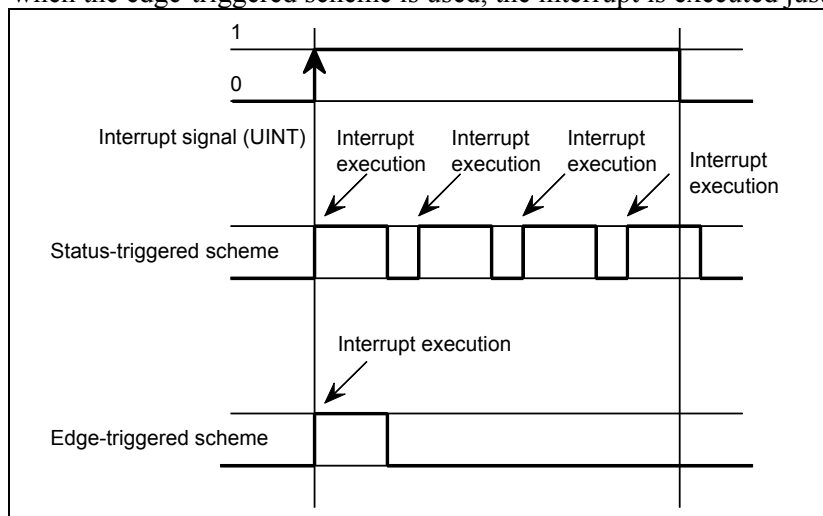 when the edge-triggered scheme is used, the interrupt is executed just
1
0
Interrupt signal (UINT)
Interrupt
execution
Interrupt
execution
Interrupt
execution
Interrupt
execution
Status-triggered scheme
Interrupt execution
Edge-triggered scheme